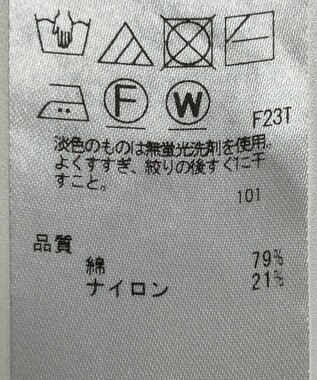 F W F23T
淡色のものは無蛍光洗剤を使用。
よくすすぎ、絞りの後すぐに干
すこと。
101
品質
綿 79%
ナイロン 21%